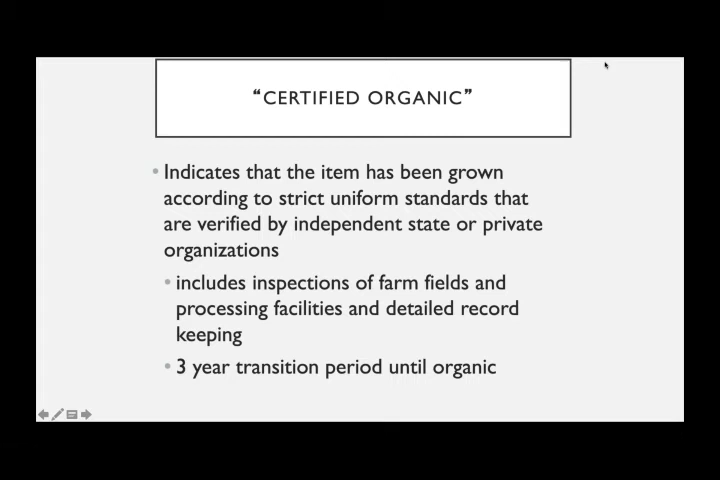 “CERTIFIED ORGANIC”
• Indicates that the item has been grown
according to strict uniform standards that
are verified by independent state or private
organizations
• includes inspections of farm fields and
processing facilities and detailed record
keeping
• 3 year transition period until organic